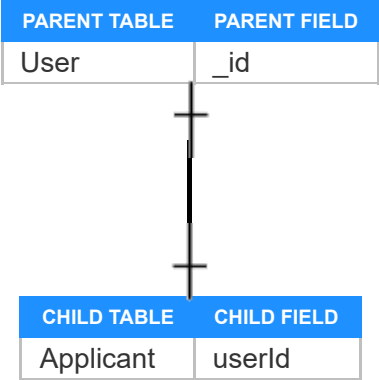 PARENT TABLE PARENT FIELD
User _id
CHILD TABLE CHILD FIELD
Applicant userId